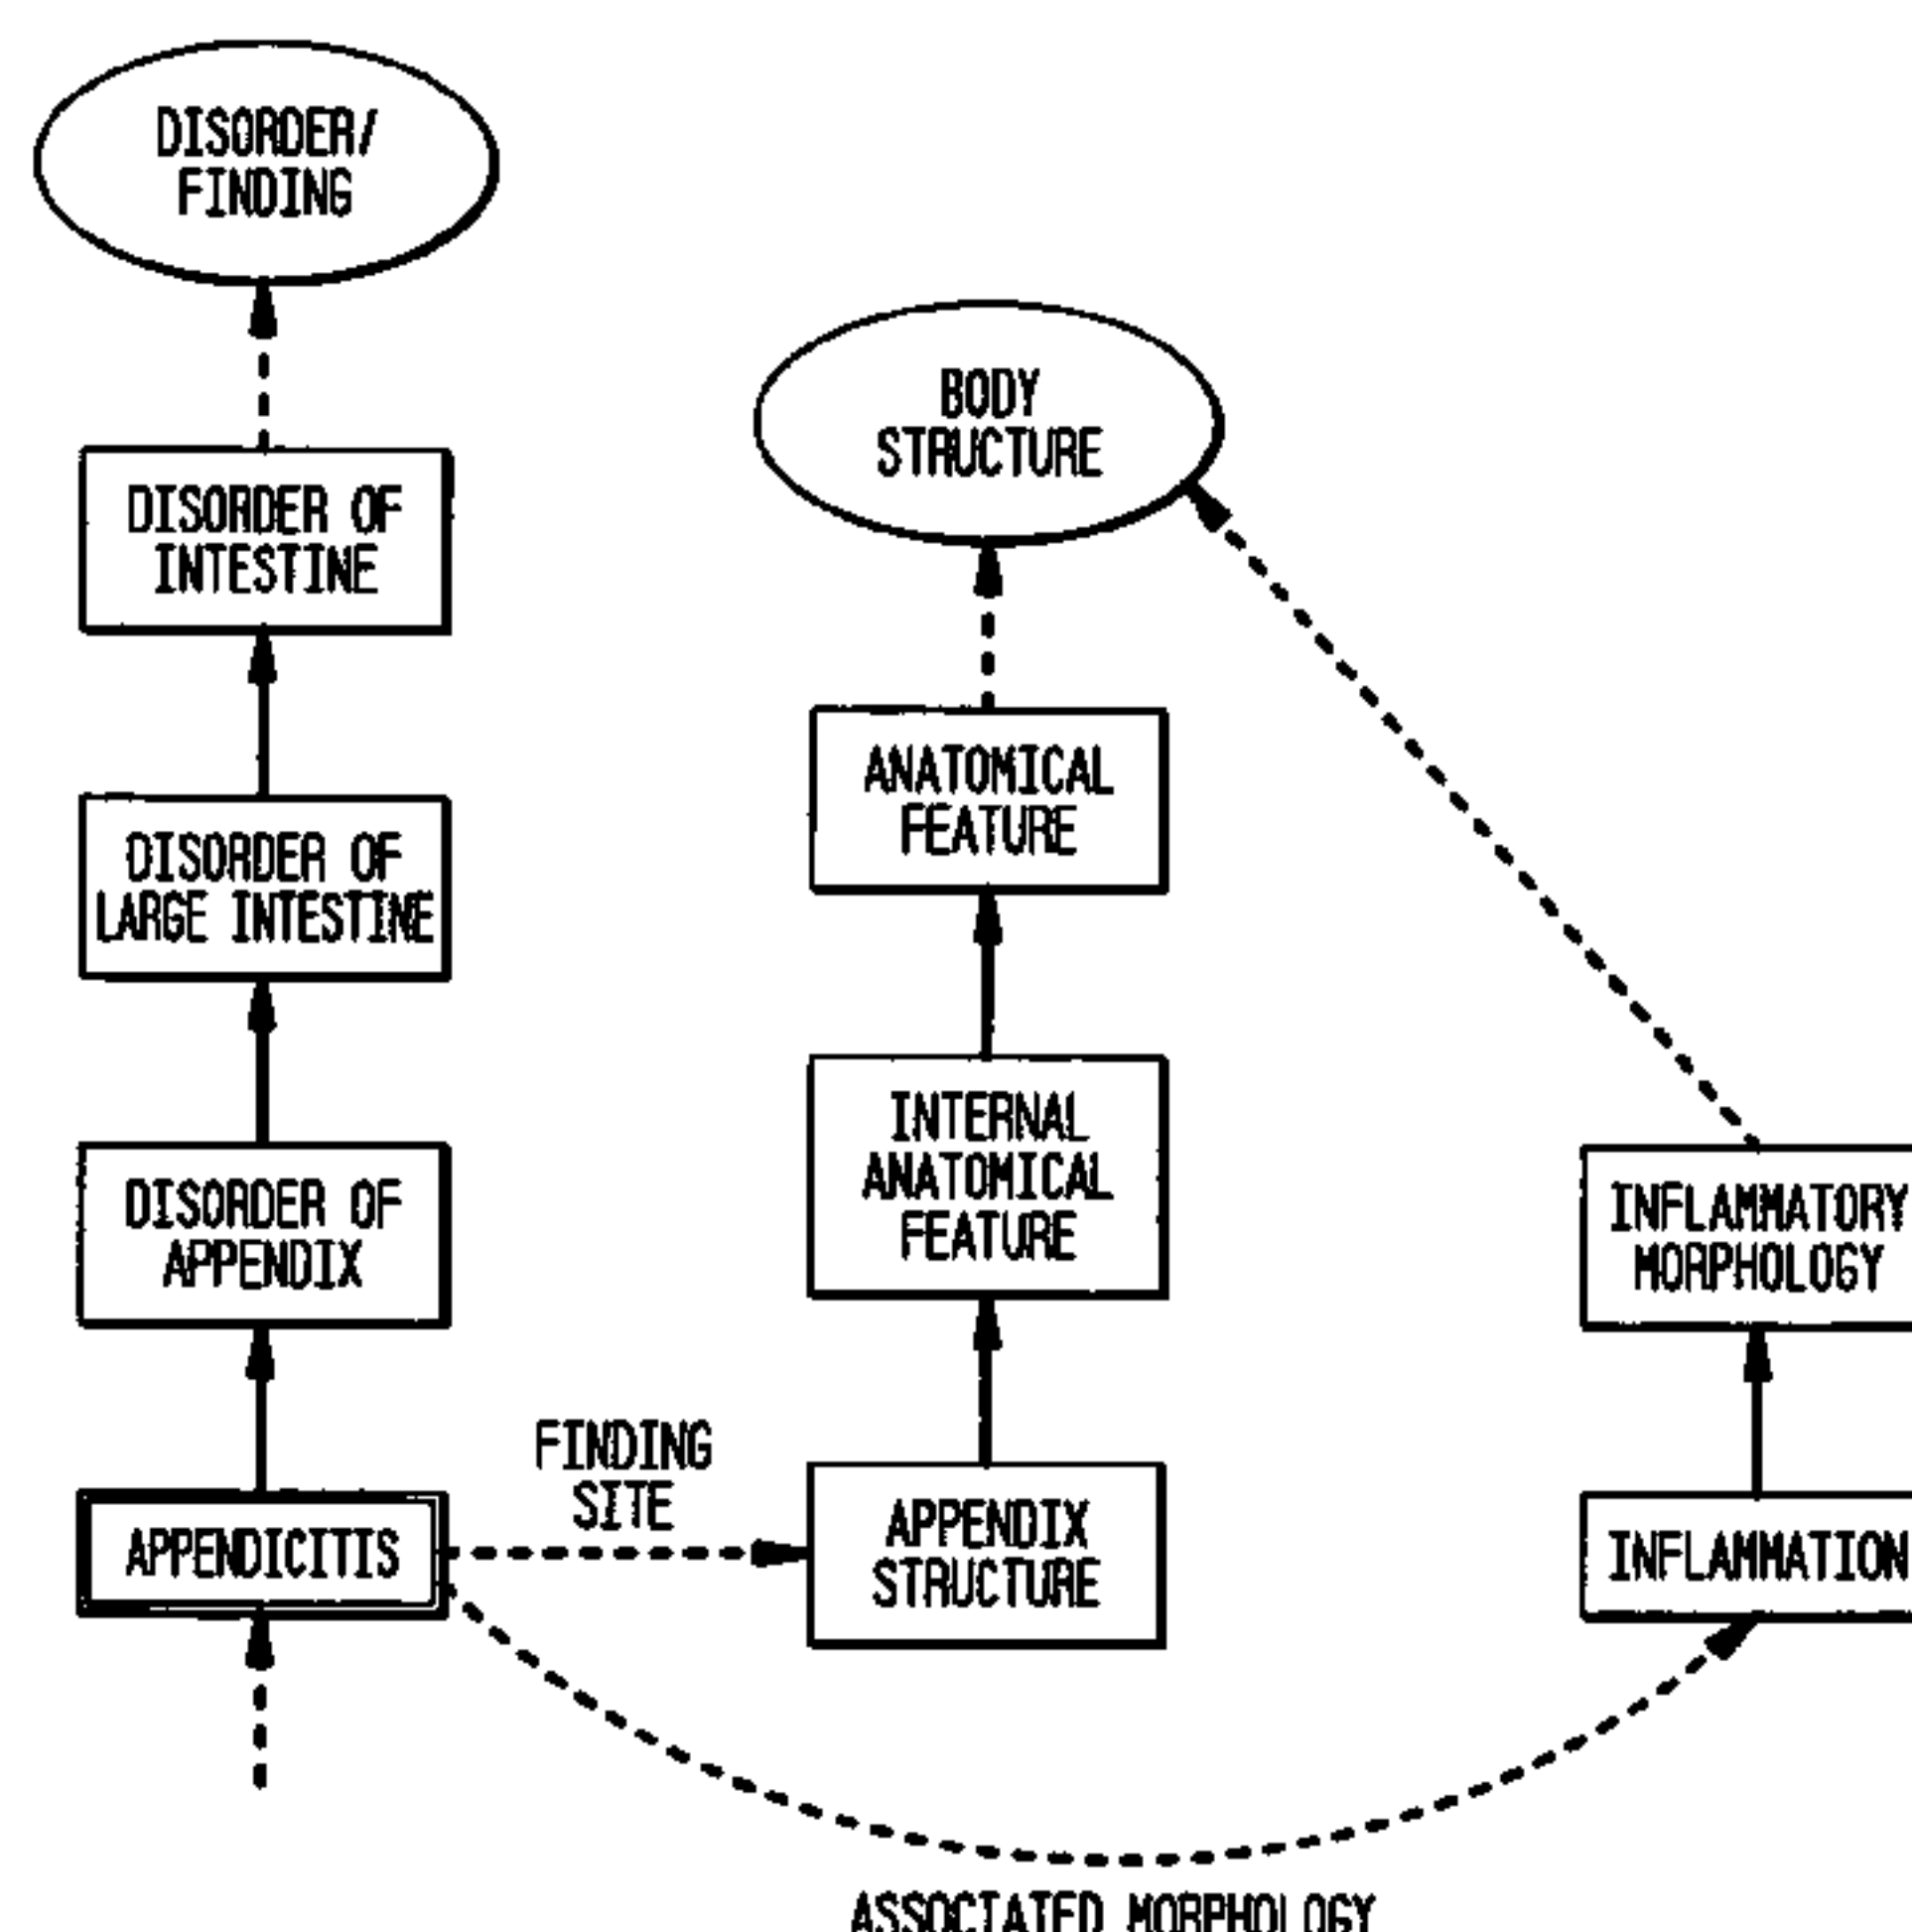 DISORDER/
FINDING
BODY
STRUCTURE
DISORDER OF
INTESTINE
ANATOMICAL
FEATURE
DISORDER OF
LARGE INTESTINE
INTERNAL
ANATOMICAL
FEATURE
DISORDER OF
APPENDIX
INFLAMMATORY
MORPHOLOGY
FINDING
SITE
APPENDICITIS
APPENDIX
STRUCTURE
INFLAMMATION
ASSOCIATED MORPHOLOGY